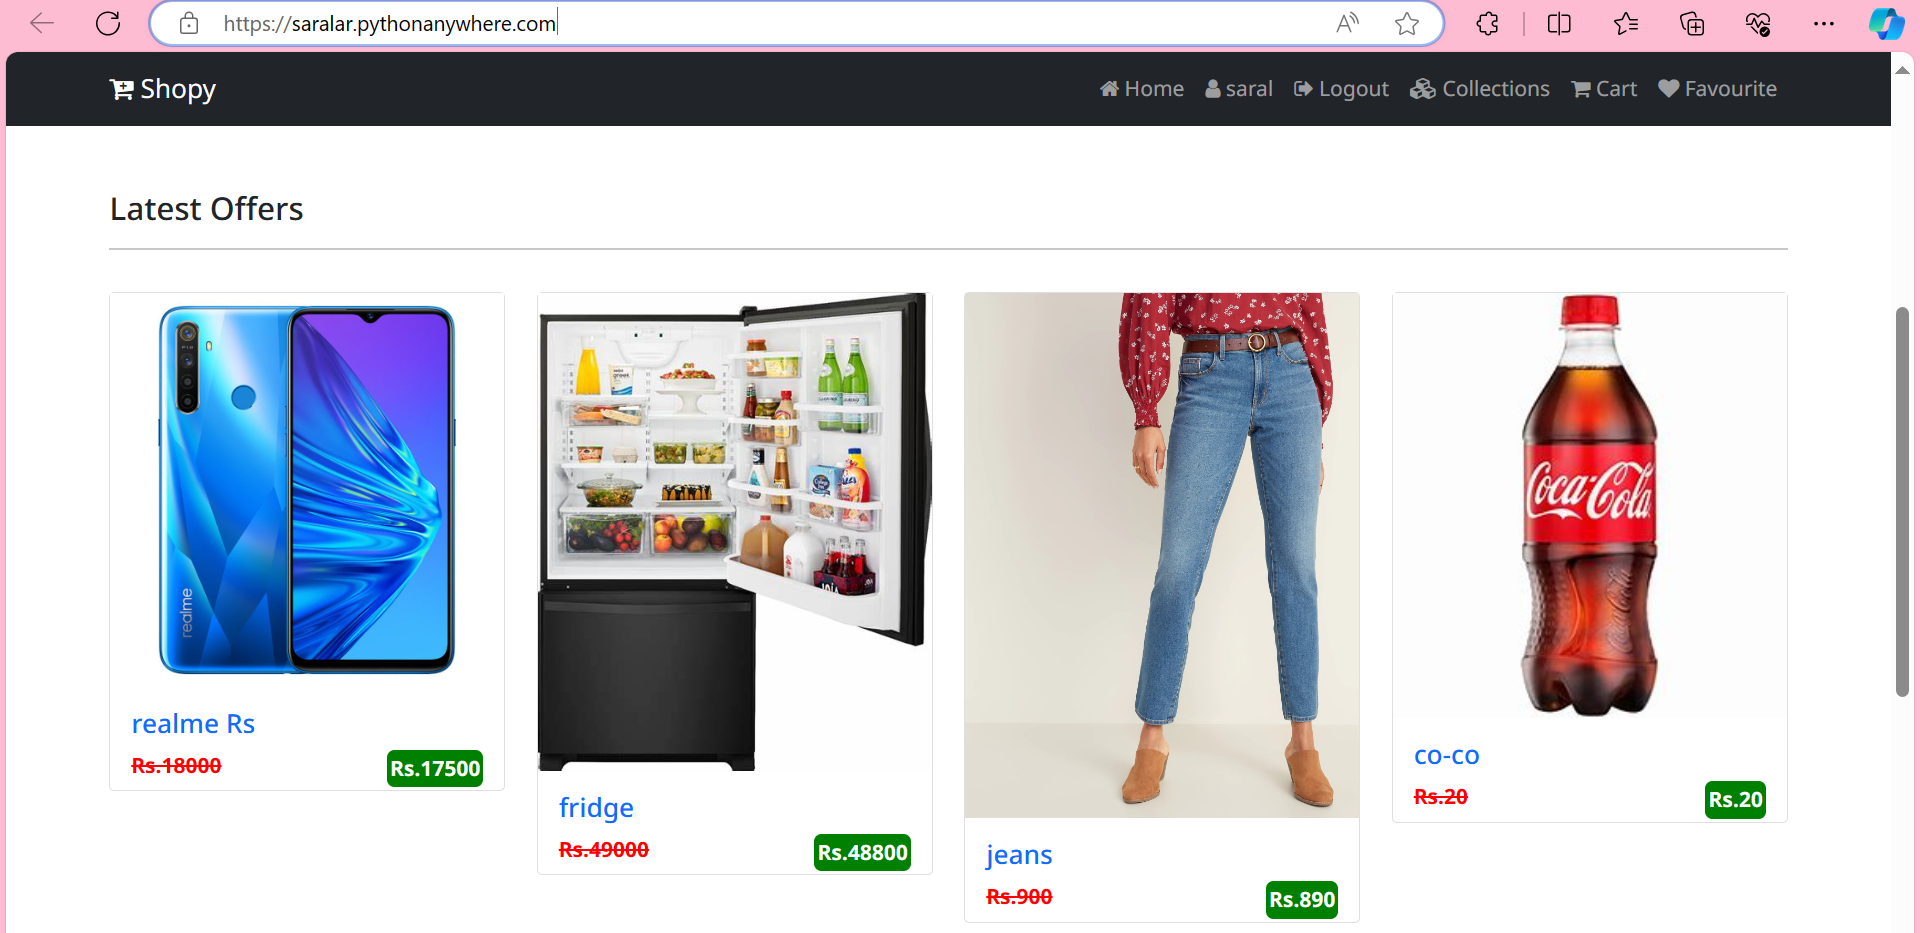 https://saralar.pythonanywhere.com
Shopy
Home saral Logout Collections Cart Favourite
Latest Offers
realme
Coca-Cola
realme Rs
Rs.18000 Rs.17500
fridge
Rs.49000 Rs.48800
jeans
Rs.900 Rs.890
co-co
Rs.20 Rs.20